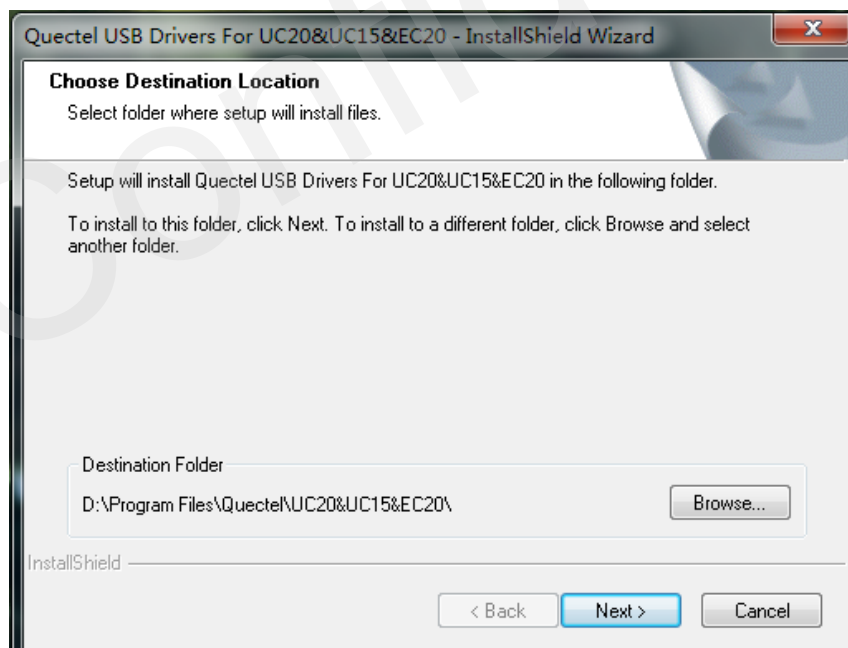 Quectel USB Drivers For UC20&UC15&EC20 - InstallShield Wizard
Choose Destination Location
Select folder where setup will install files.
Setup will install Quectel USB Drivers For UC20&UC15&EC20 in the following folder.
To install to this folder, click Next. To install to a different folder, click Browse and select
another folder.
Destination Folder
D:\Program Files\Quectel\UC20&UC15&EC20\
Browse...
InstallShield
< Back
Next >
Cancel